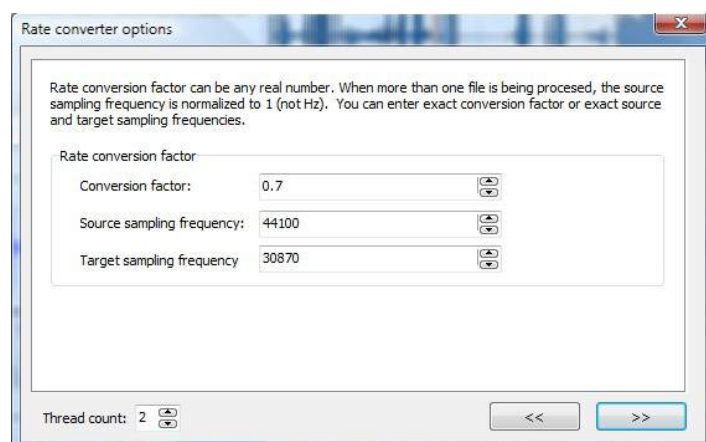 Rate converter options
Rate conversion factor can be any real number. When more than one file is being procesed, the source
sampling frequency is normalized to 1 (not Hz). You can enter exact conversion factor or exact source
and target sampling frequencies.
Rate conversion factor
Conversion factor: 0.7
Source sampling frequency: 44100
Target sampling frequency 30870
Thread count: 2 << >>